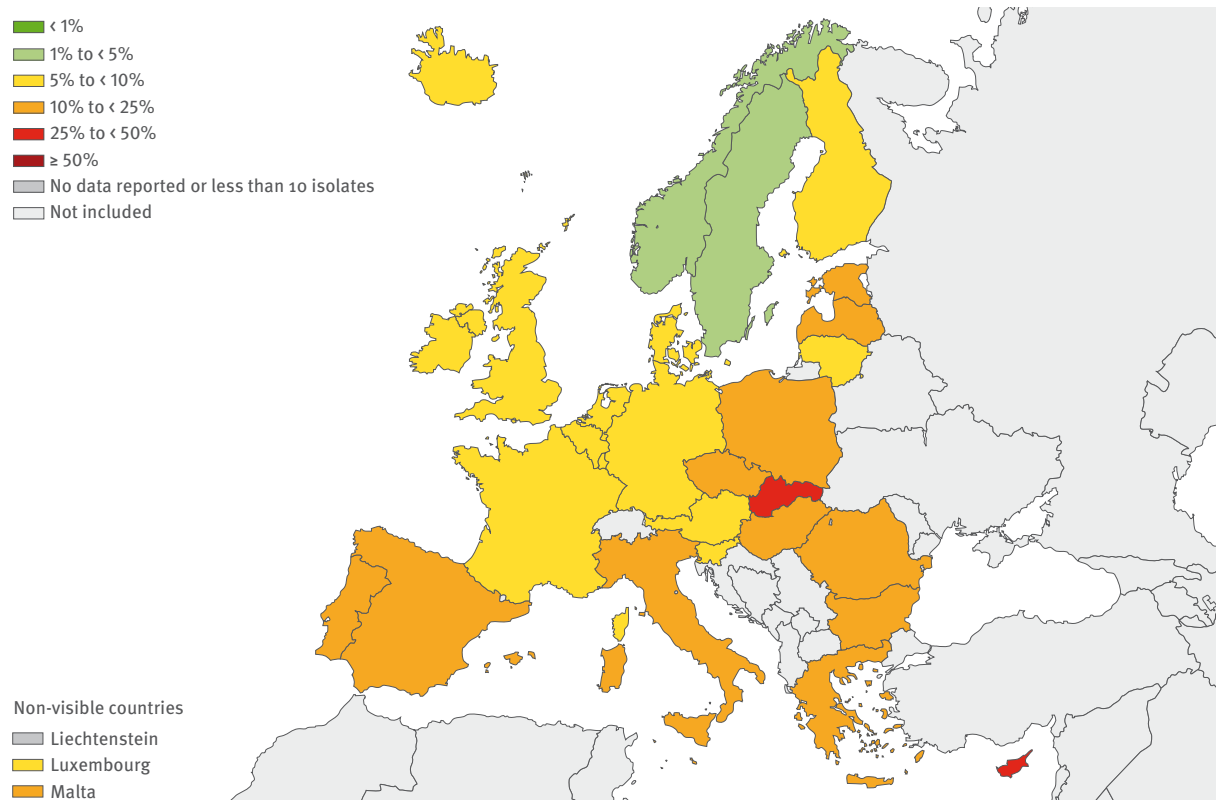 < 1%
1% to < 5%
5% to < 10%
10% to < 25%
25% to < 50%
≥ 50%
No data reported or less than 10 isolates
Not included
Non-visible countries
Liechtenstein
Luxembourg
Malta